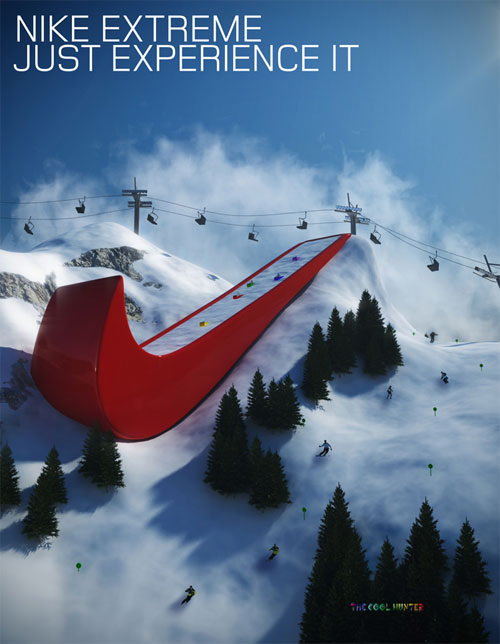 NIKE EXTREME
JUST EXPERIENCE IT
THE COOL HUNTER